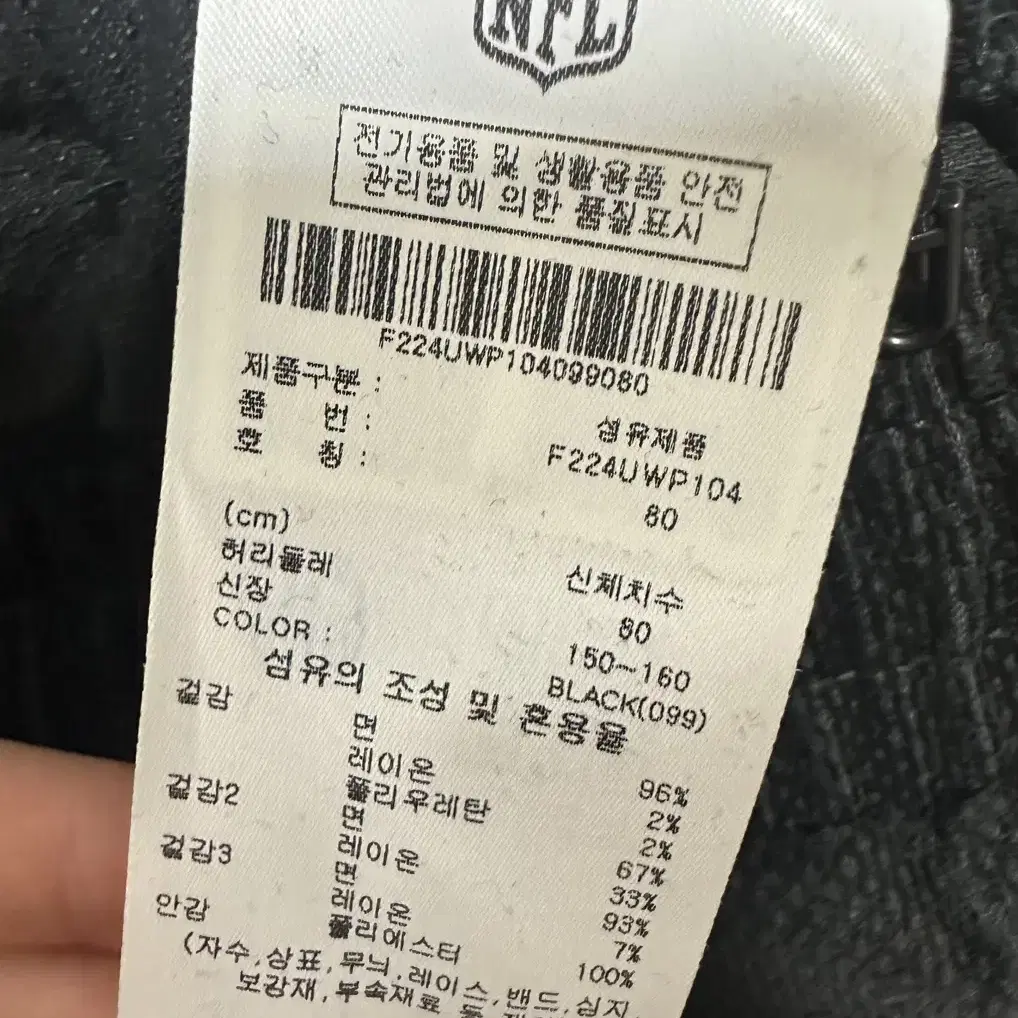 NFL
전기용품 및 생활용품 안전
관리법에 의한 품질표시
F224UWP104099080
제품구분 : 섬유제품
품 번 : F224UWP104
호 칭 : 80
(cm) 신체치수
허리둘레 80
신장 150~160
COLOR : BLACK(099)
섬유의 조성 및 혼용율
겉감 면 96%
레이온 2%
폴리우레탄 2%
겉감2 면 67%
레이온 33%
겉감3 면 93%
레이온 7%
안감 폴리에스터 100%
(자수,상표,무늬,레이스,밴드,심지,
보강재,부속재료 등